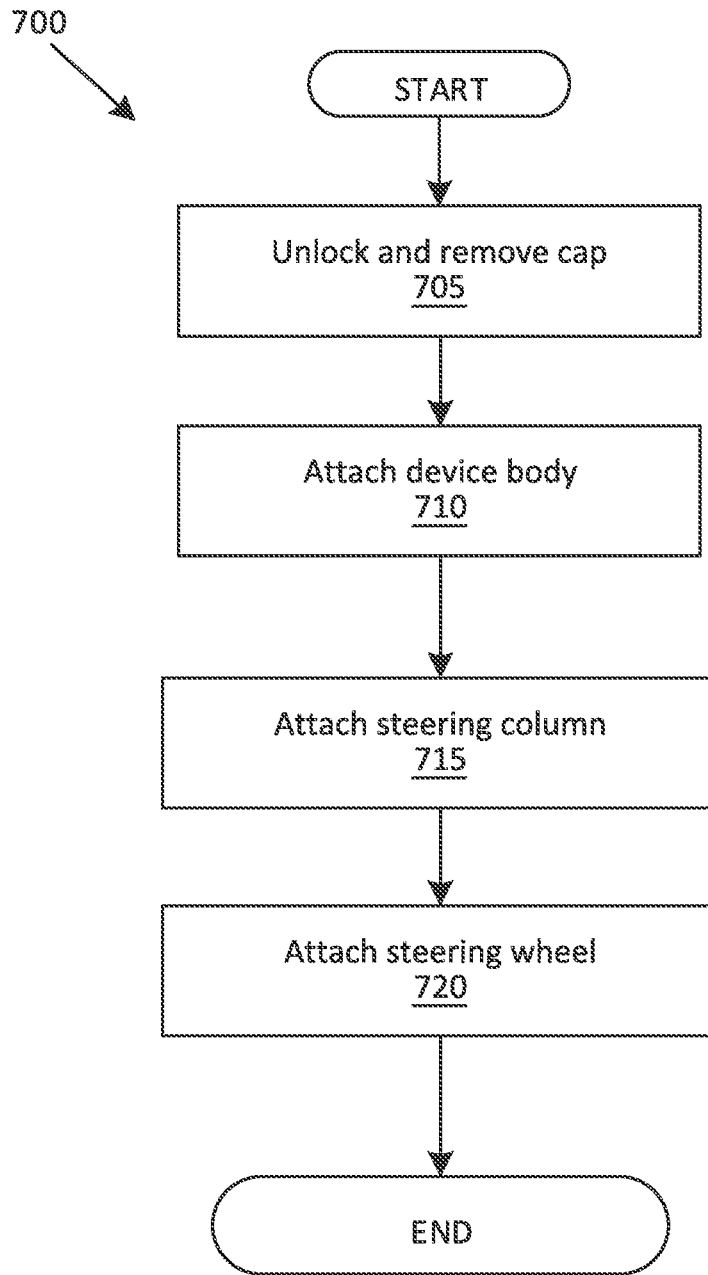 700
START
Unlock and remove cap
705
Attach device body
710
Attach steering column
715
Attach steering wheel
720
END